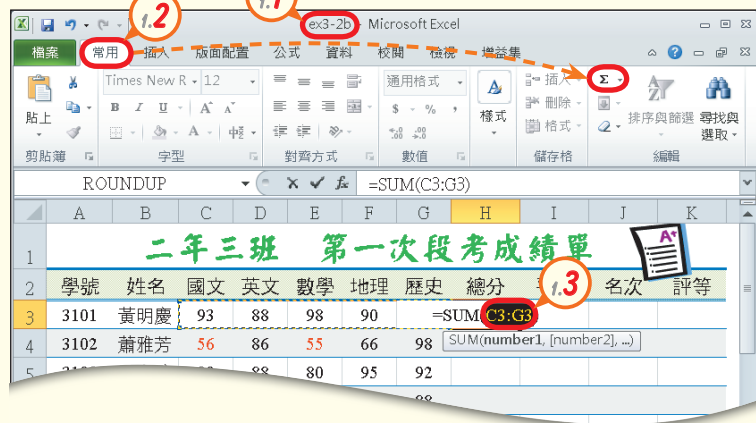 1.2
1.1
ex3-2b - Microsoft Excel
檔案 常用 插入 版面配置 公式 資料 校閱 檢視 增益集
Times New R 12
通用格式
插入
Σ
B I U A A
刪除
貼上
A 中
$ - % ,
樣式
格式
排序與篩選 尋找與選取
剪貼簿 字型 對齊方式 數值 儲存格 編輯
ROUNDUP fx =SUM(C3:G3)
A B C D E F G H I J K
1 二年三班 第一次段考成績單 A+
2 學號 姓名 國文 英文 數學 地理 歷史 總分 1.3 名次 評等
3 3101 黃明慶 93 88 98 90 =SUM(C3:G3)
4 3102 蕭雅芳 56 86 55 66 98 SUM(number1, [number2], ...)
5 88 80 95 92